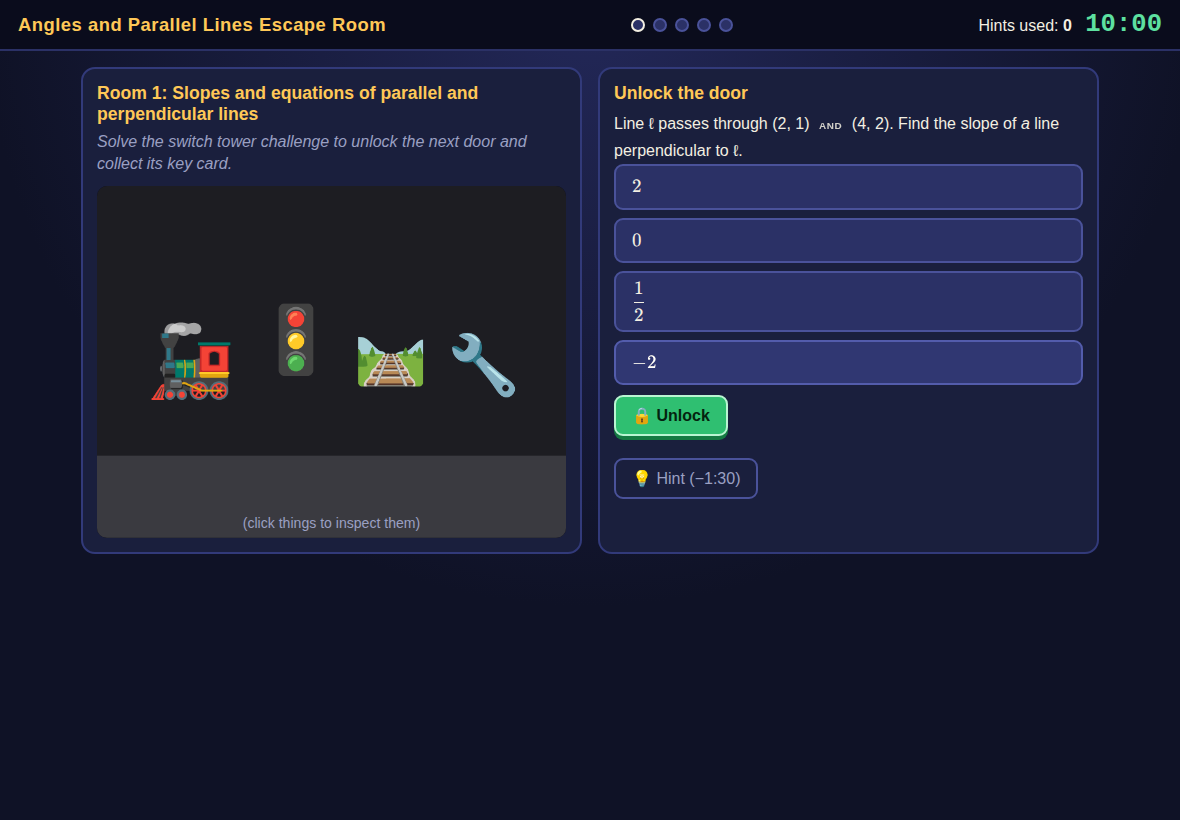 Angles and Parallel Lines Escape Room
Hints used: 0 10:00
Room 1: Slopes and equations of parallel and
perpendicular lines
Solve the switch tower challenge to unlock the next door and
collect its key card.
(click things to inspect them)
Unlock the door
Line ℓ passes through (2, 1) AND (4, 2). Find the slope of a line
perpendicular to ℓ.
2
0
1/2
−2
🔒 Unlock
💡 Hint (−1:30)